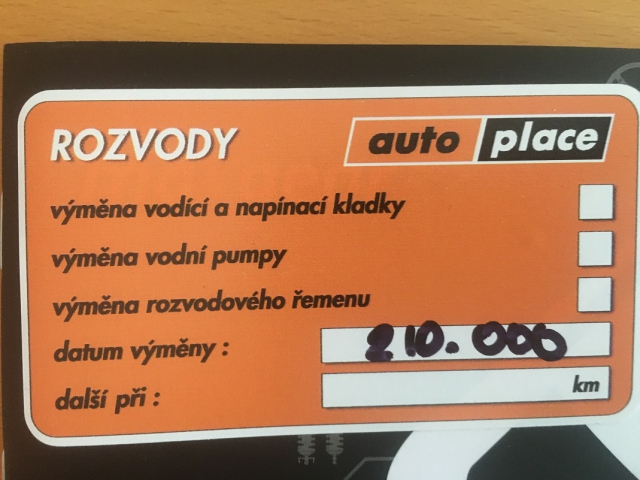 ROZVODY auto place
výměna vodící a napínací kladky
výměna vodní pumpy
výměna rozvodového řemenu
datum výměny : 210.000
další při : km